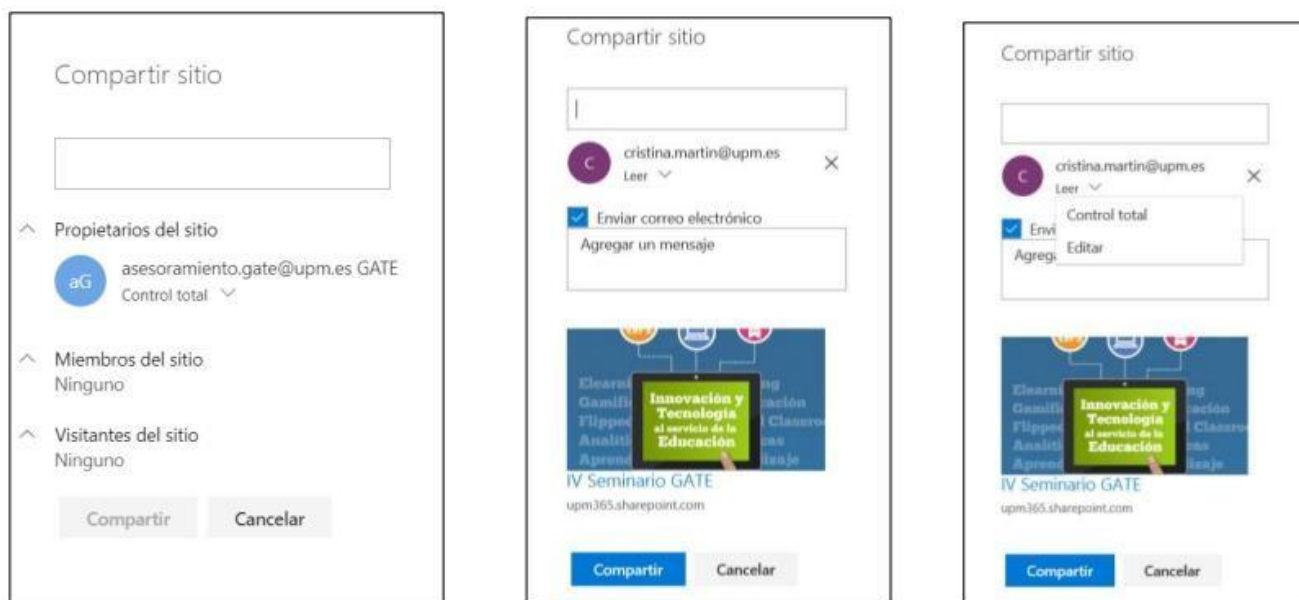 Compartir sitio
Propietarios del sitio
aG
asesoramiento.gate@upm.es GATE
Control total
Miembros del sitio
Ninguno
Visitantes del sitio
Ninguno
Compartir Cancelar
Compartir sitio
C
cristina.martin@upm.es
Leer
Enviar correo electrónico
Agregar un mensaje
Innovación y
Tecnología
al servicio de la
Educación
IV Seminario GATE
upm365.sharepoint.com
Compartir Cancelar
Compartir sitio
C
cristina.martin@upm.es
Leer
Control total
Envi
Editar
Agrega
Innovación y
Tecnología
al servicio de la
Educación
IV Seminario GATE
upm365.sharepoint.com
Compartir Cancelar